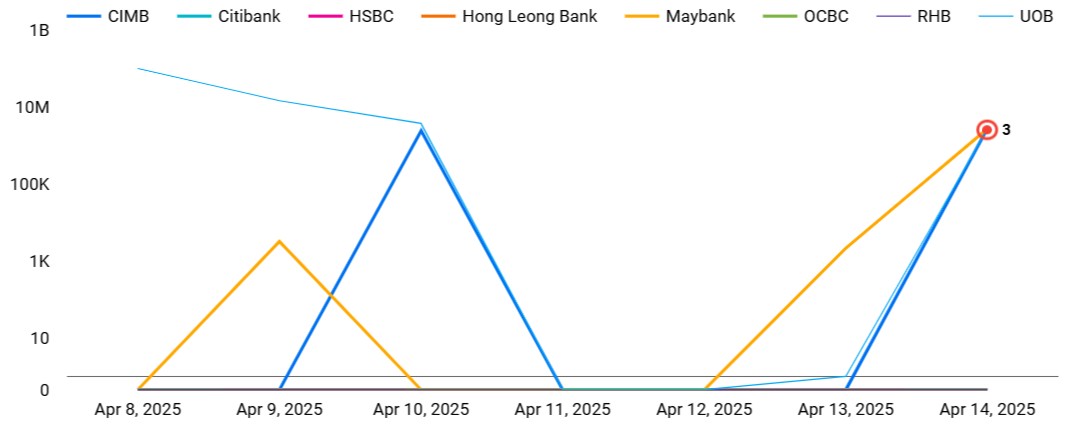 CIMB Citibank HSBC Hong Leong Bank Maybank OCBC RHB UOB
1B
10M
100K
1K
10
0
3
Apr 8, 2025 Apr 9, 2025 Apr 10, 2025 Apr 11, 2025 Apr 12, 2025 Apr 13, 2025 Apr 14, 2025